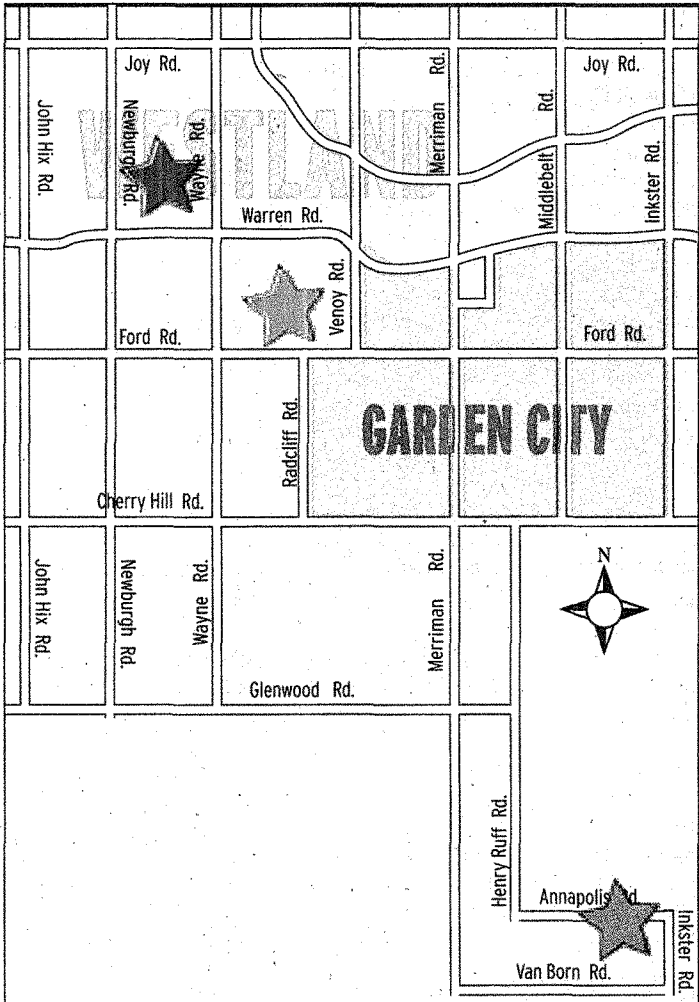 Joy Rd.
Joy Rd.
John Hix Rd.
Newburgh Rd.
Wayne Rd.
WESTLAND
Merriman Rd.
Middlebelt Rd.
Inkster Rd.
Warren Rd.
Venoy Rd.
Ford Rd.
Ford Rd.
Radcliff Rd.
GARDEN CITY
Cherry Hill Rd.
John Hix Rd.
Newburgh Rd.
Wayne Rd.
Merriman Rd.
N
Glenwood Rd.
Henry Ruff Rd.
Annapolis Rd.
Inkster Rd.
Van Born Rd.